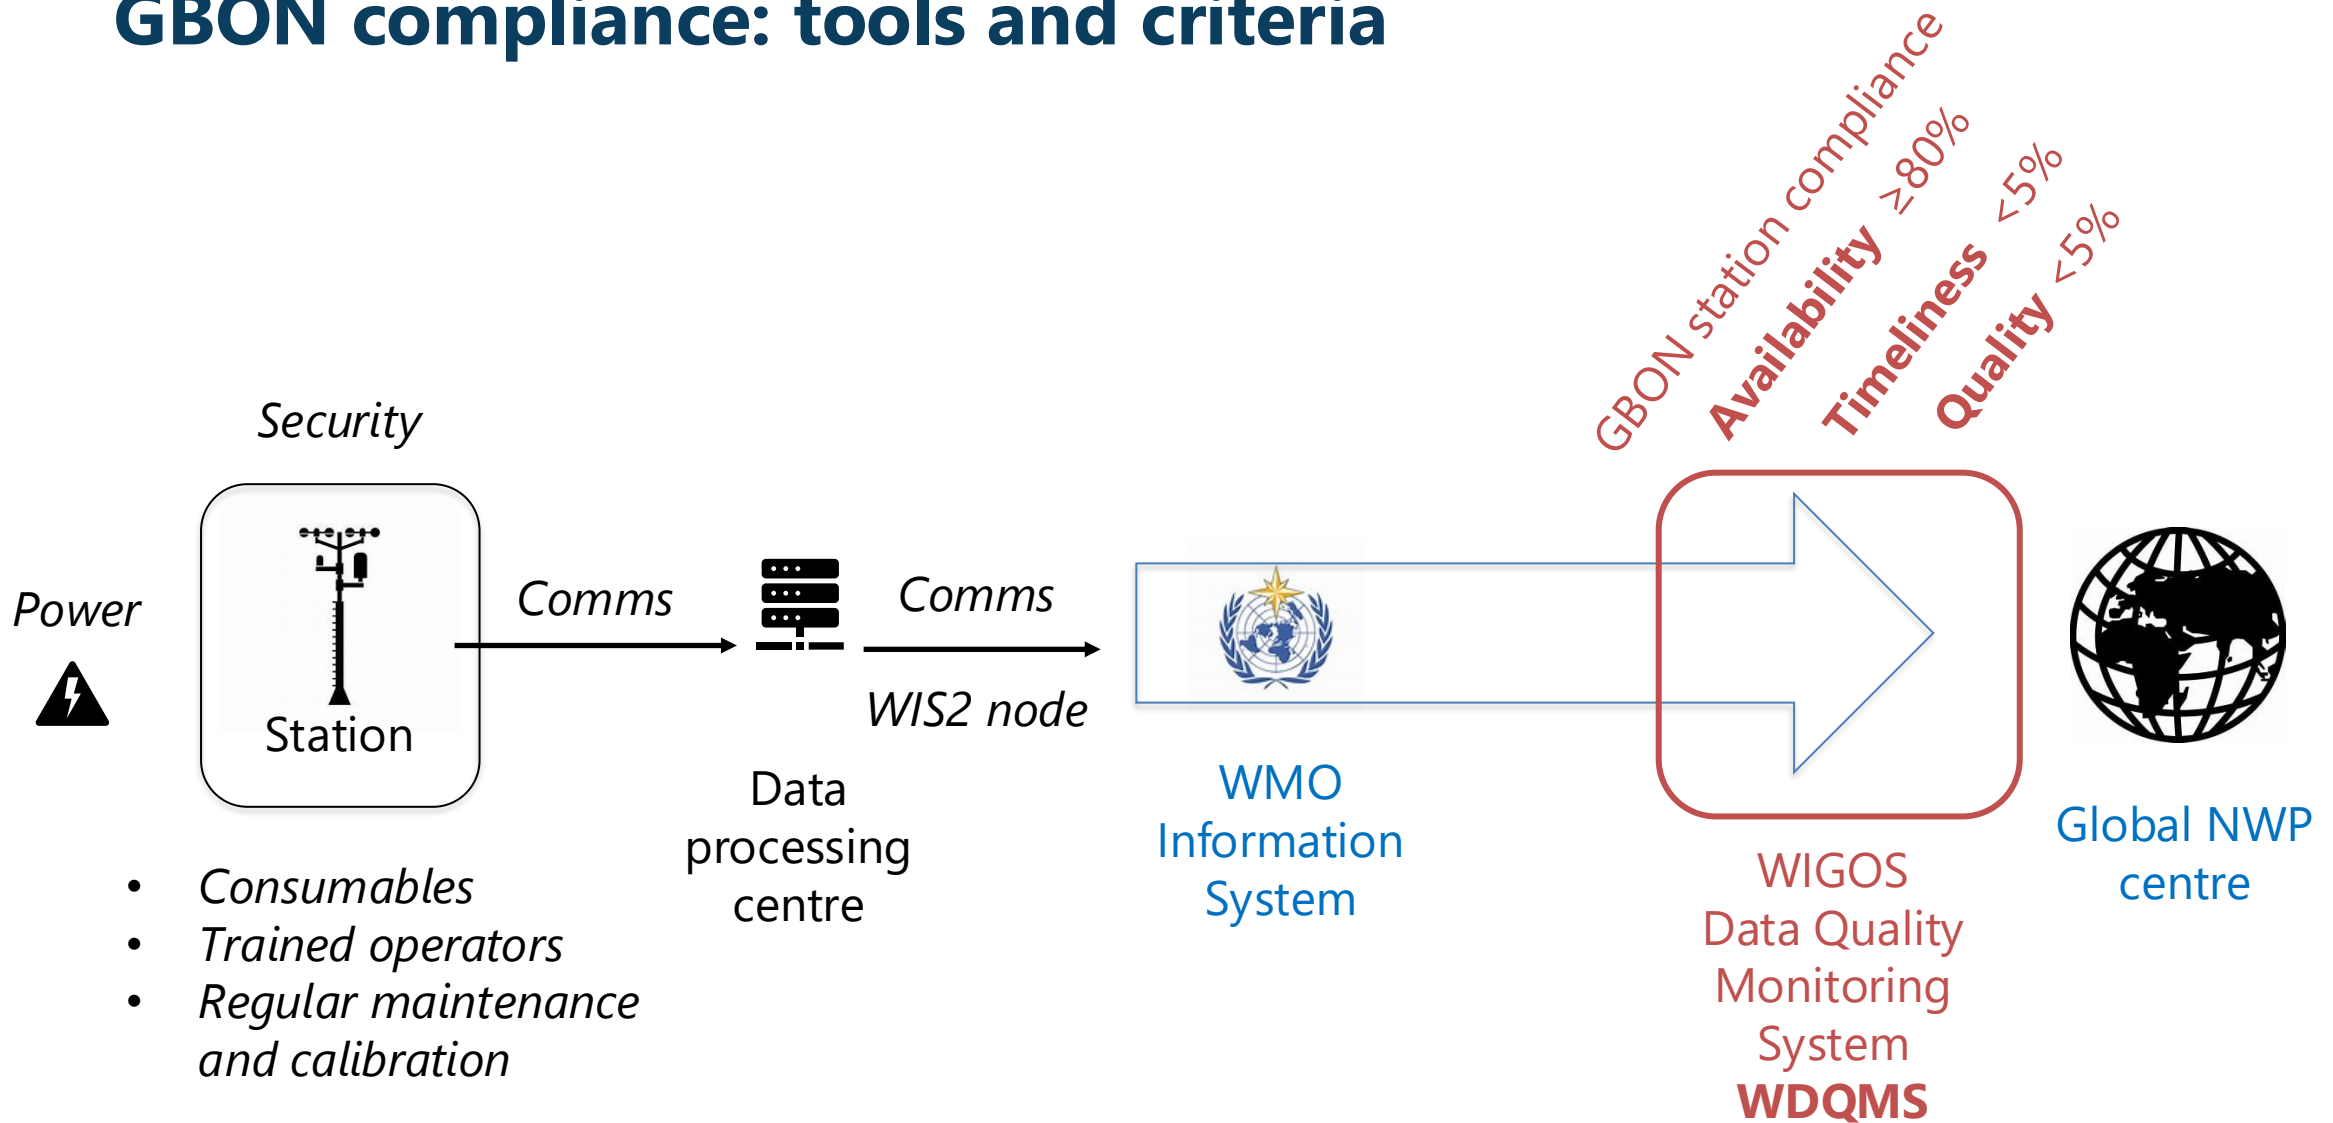 GBON compliance: tools and criteria
GBON station compliance
Availability ≥80%
Timeliness <5%
Quality <5%
Security
Power
Station
Comms
Comms
WIS2 node
Data
processing
centre
WMO
Information
System
WIGOS
Data Quality
Monitoring
System
WDQMS
Global NWP
centre
• Consumables
• Trained operators
• Regular maintenance
and calibration